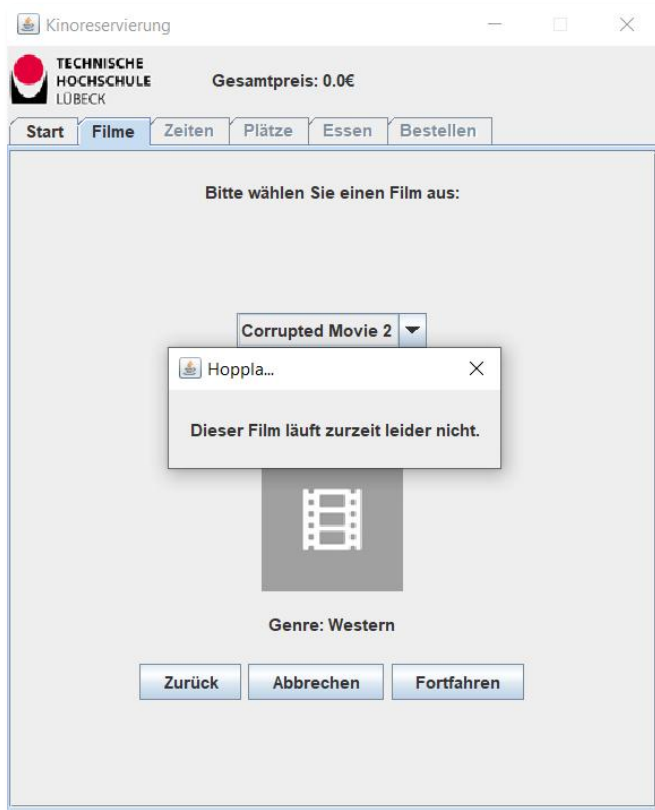 Kinoreservierung
TECHNISCHE
HOCHSCHULE
LÜBECK
Gesamtpreis: 0.0€
Start Filme Zeiten Plätze Essen Bestellen
Bitte wählen Sie einen Film aus:
Corrupted Movie 2
Hoppla...
Dieser Film läuft zurzeit leider nicht.
Genre: Western
Zurück Abbrechen Fortfahren